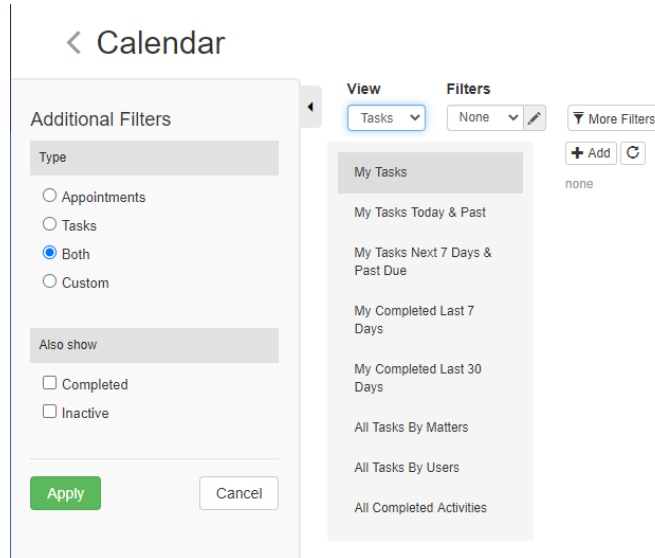 Calendar
Additional Filters
Type
Appointments
Tasks
Both
Custom
Also show
Completed
Inactive
Apply
Cancel
View
Filters
Tasks
None
More Filters
Add
none
My Tasks
My Tasks Today & Past
My Tasks Next 7 Days &
Past Due
My Completed Last 7
Days
My Completed Last 30
Days
All Tasks By Matters
All Tasks By Users
All Completed Activities